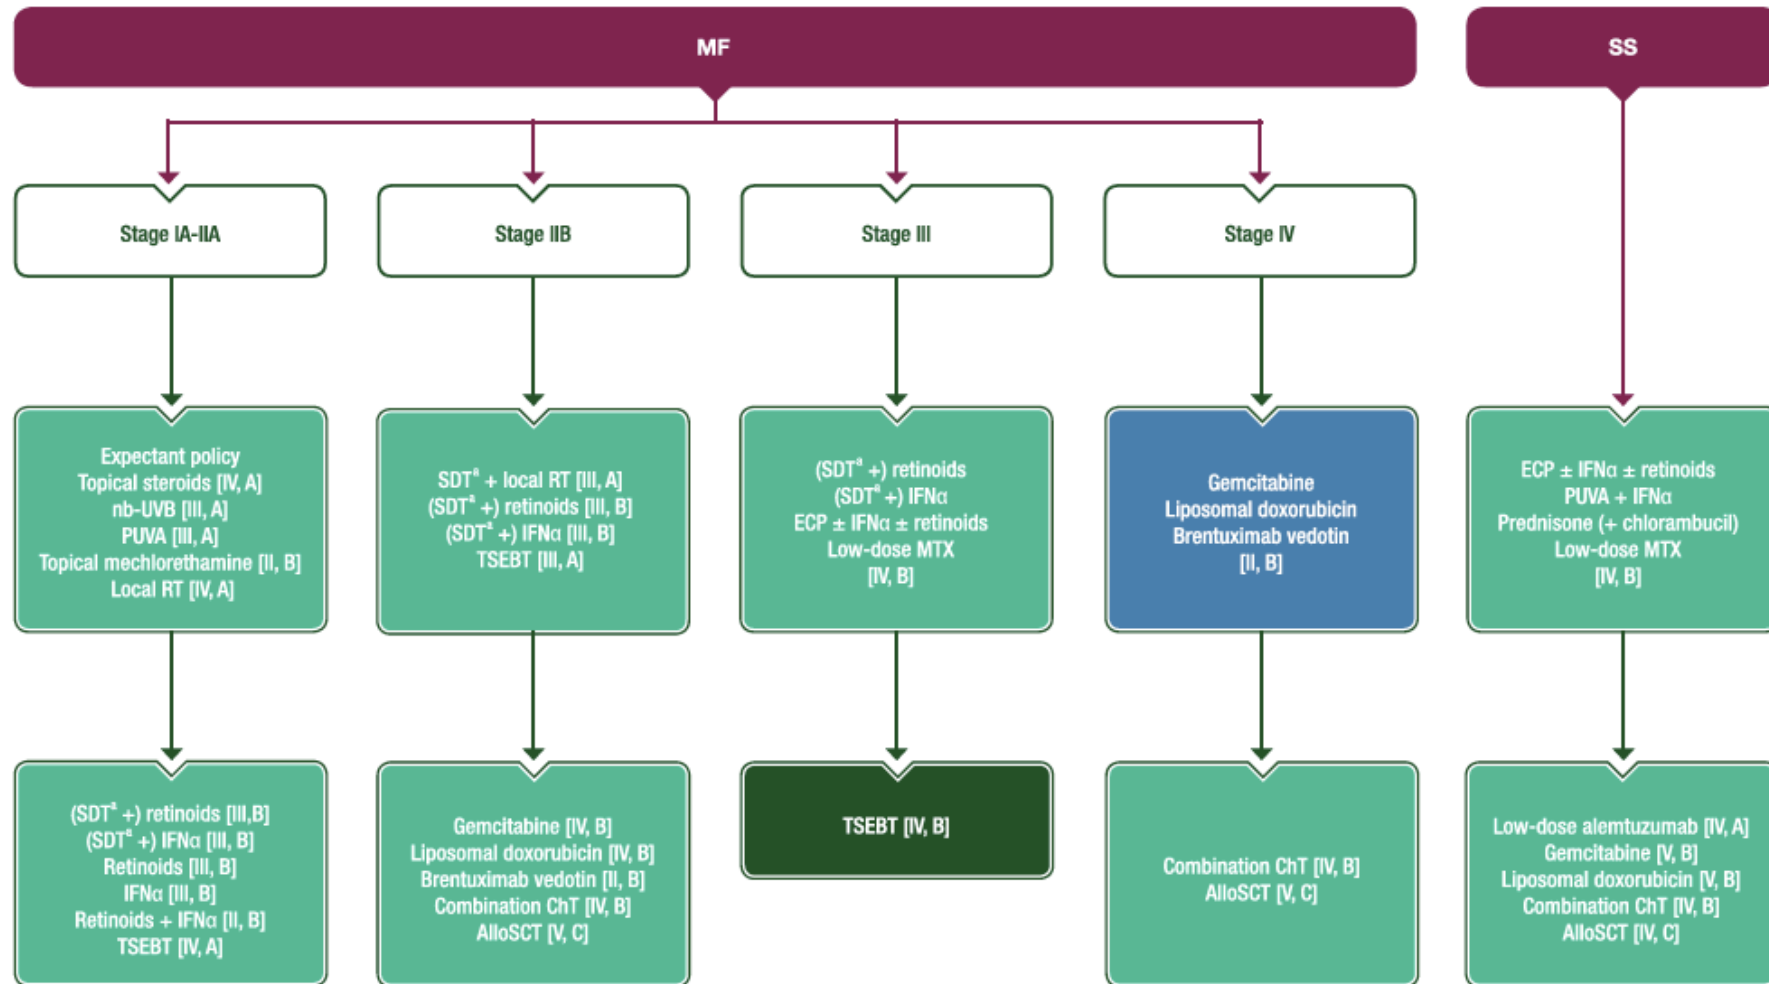 MF
SS
Stage IA-IIA
Stage IIB
Stage III
Stage IV
Expectant policy
Topical steroids [IV, A]
nb-UVB [III, A]
PUVA [III, A]
Topical mechlorethamine [II, B]
Local RT [IV, A]
SDTª + local RT [III, A]
(SDTª +) retinoids [III, B]
(SDTª +) IFNα [III, B]
TSEBT [III, A]
(SDTª +) retinoids
(SDTª +) IFNα
ECP ± IFNα ± retinoids
Low-dose MTX
[IV, B]
Gemcitabine
Liposomal doxorubicin
Brentuximab vedotin
[II, B]
ECP ± IFNα ± retinoids
PUVA + IFNα
Prednisone (+ chlorambucil)
Low-dose MTX
[IV, B]
(SDTª +) retinoids [III,B]
(SDTª +) IFNα [III, B]
Retinoids [III, B]
IFNα [III, B]
Retinoids + IFNα [II, B]
TSEBT [IV, A]
Gemcitabine [IV, B]
Liposomal doxorubicin [IV, B]
Brentuximab vedotin [II, B]
Combination ChT [IV, B]
AlloSCT [V, C]
TSEBT [IV, B]
Combination ChT [IV, B]
AlloSCT [V, C]
Low-dose alemtuzumab [IV, A]
Gemcitabine [V, B]
Liposomal doxorubicin [V, B]
Combination ChT [IV, B]
AlloSCT [IV, C]